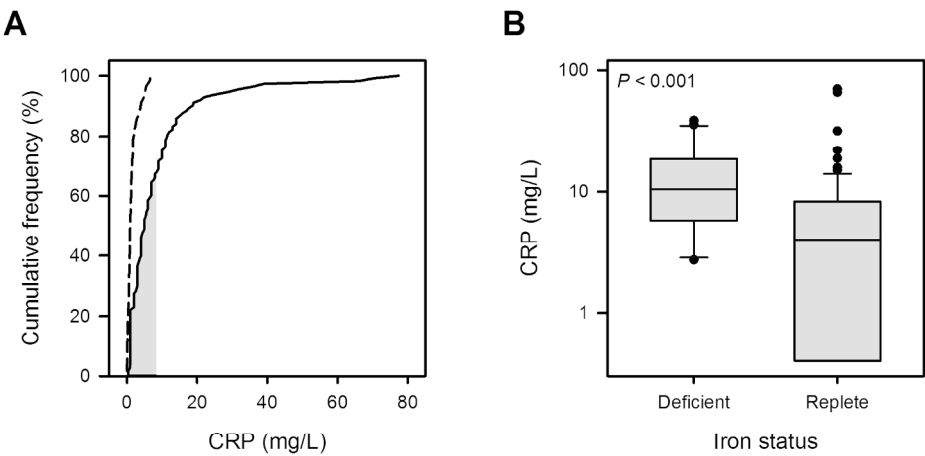 A
B
Cumulative frequency (%)
100
80
60
40
20
0
0 20 40 60 80
CRP (mg/L)
P < 0.001
CRP (mg/L)
100
10
1
Deficient Replete
Iron status